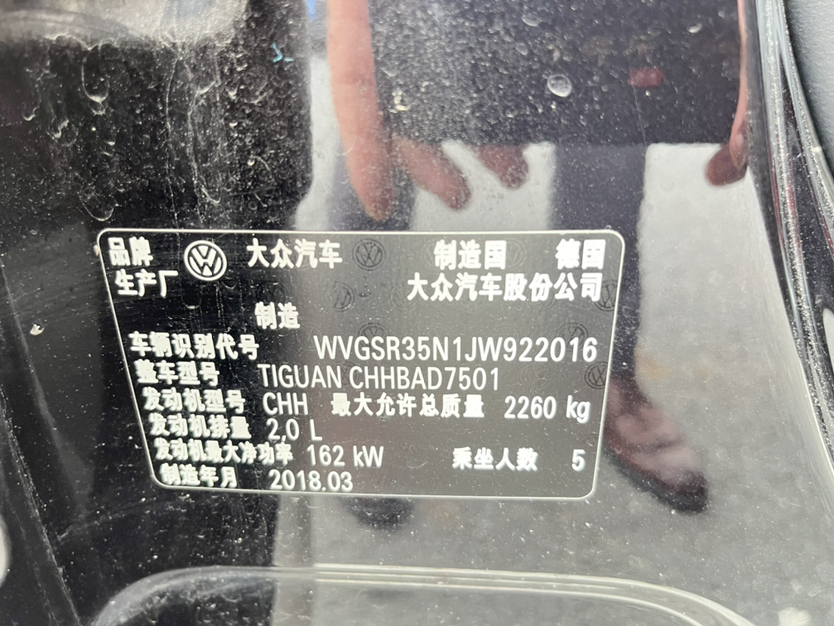 品牌 大众汽车 制造国 德国
生产厂 大众汽车股份公司
制造
车辆识别代号 WVGSR35N1JW922016
整车型号 TIGUAN CHHBAD7501
发动机型号 CHH 最大允许总质量 2260 kg
发动机排量 2.0 L
发动机最大净功率 162 kW 乘坐人数 5
制造年月 2018.03